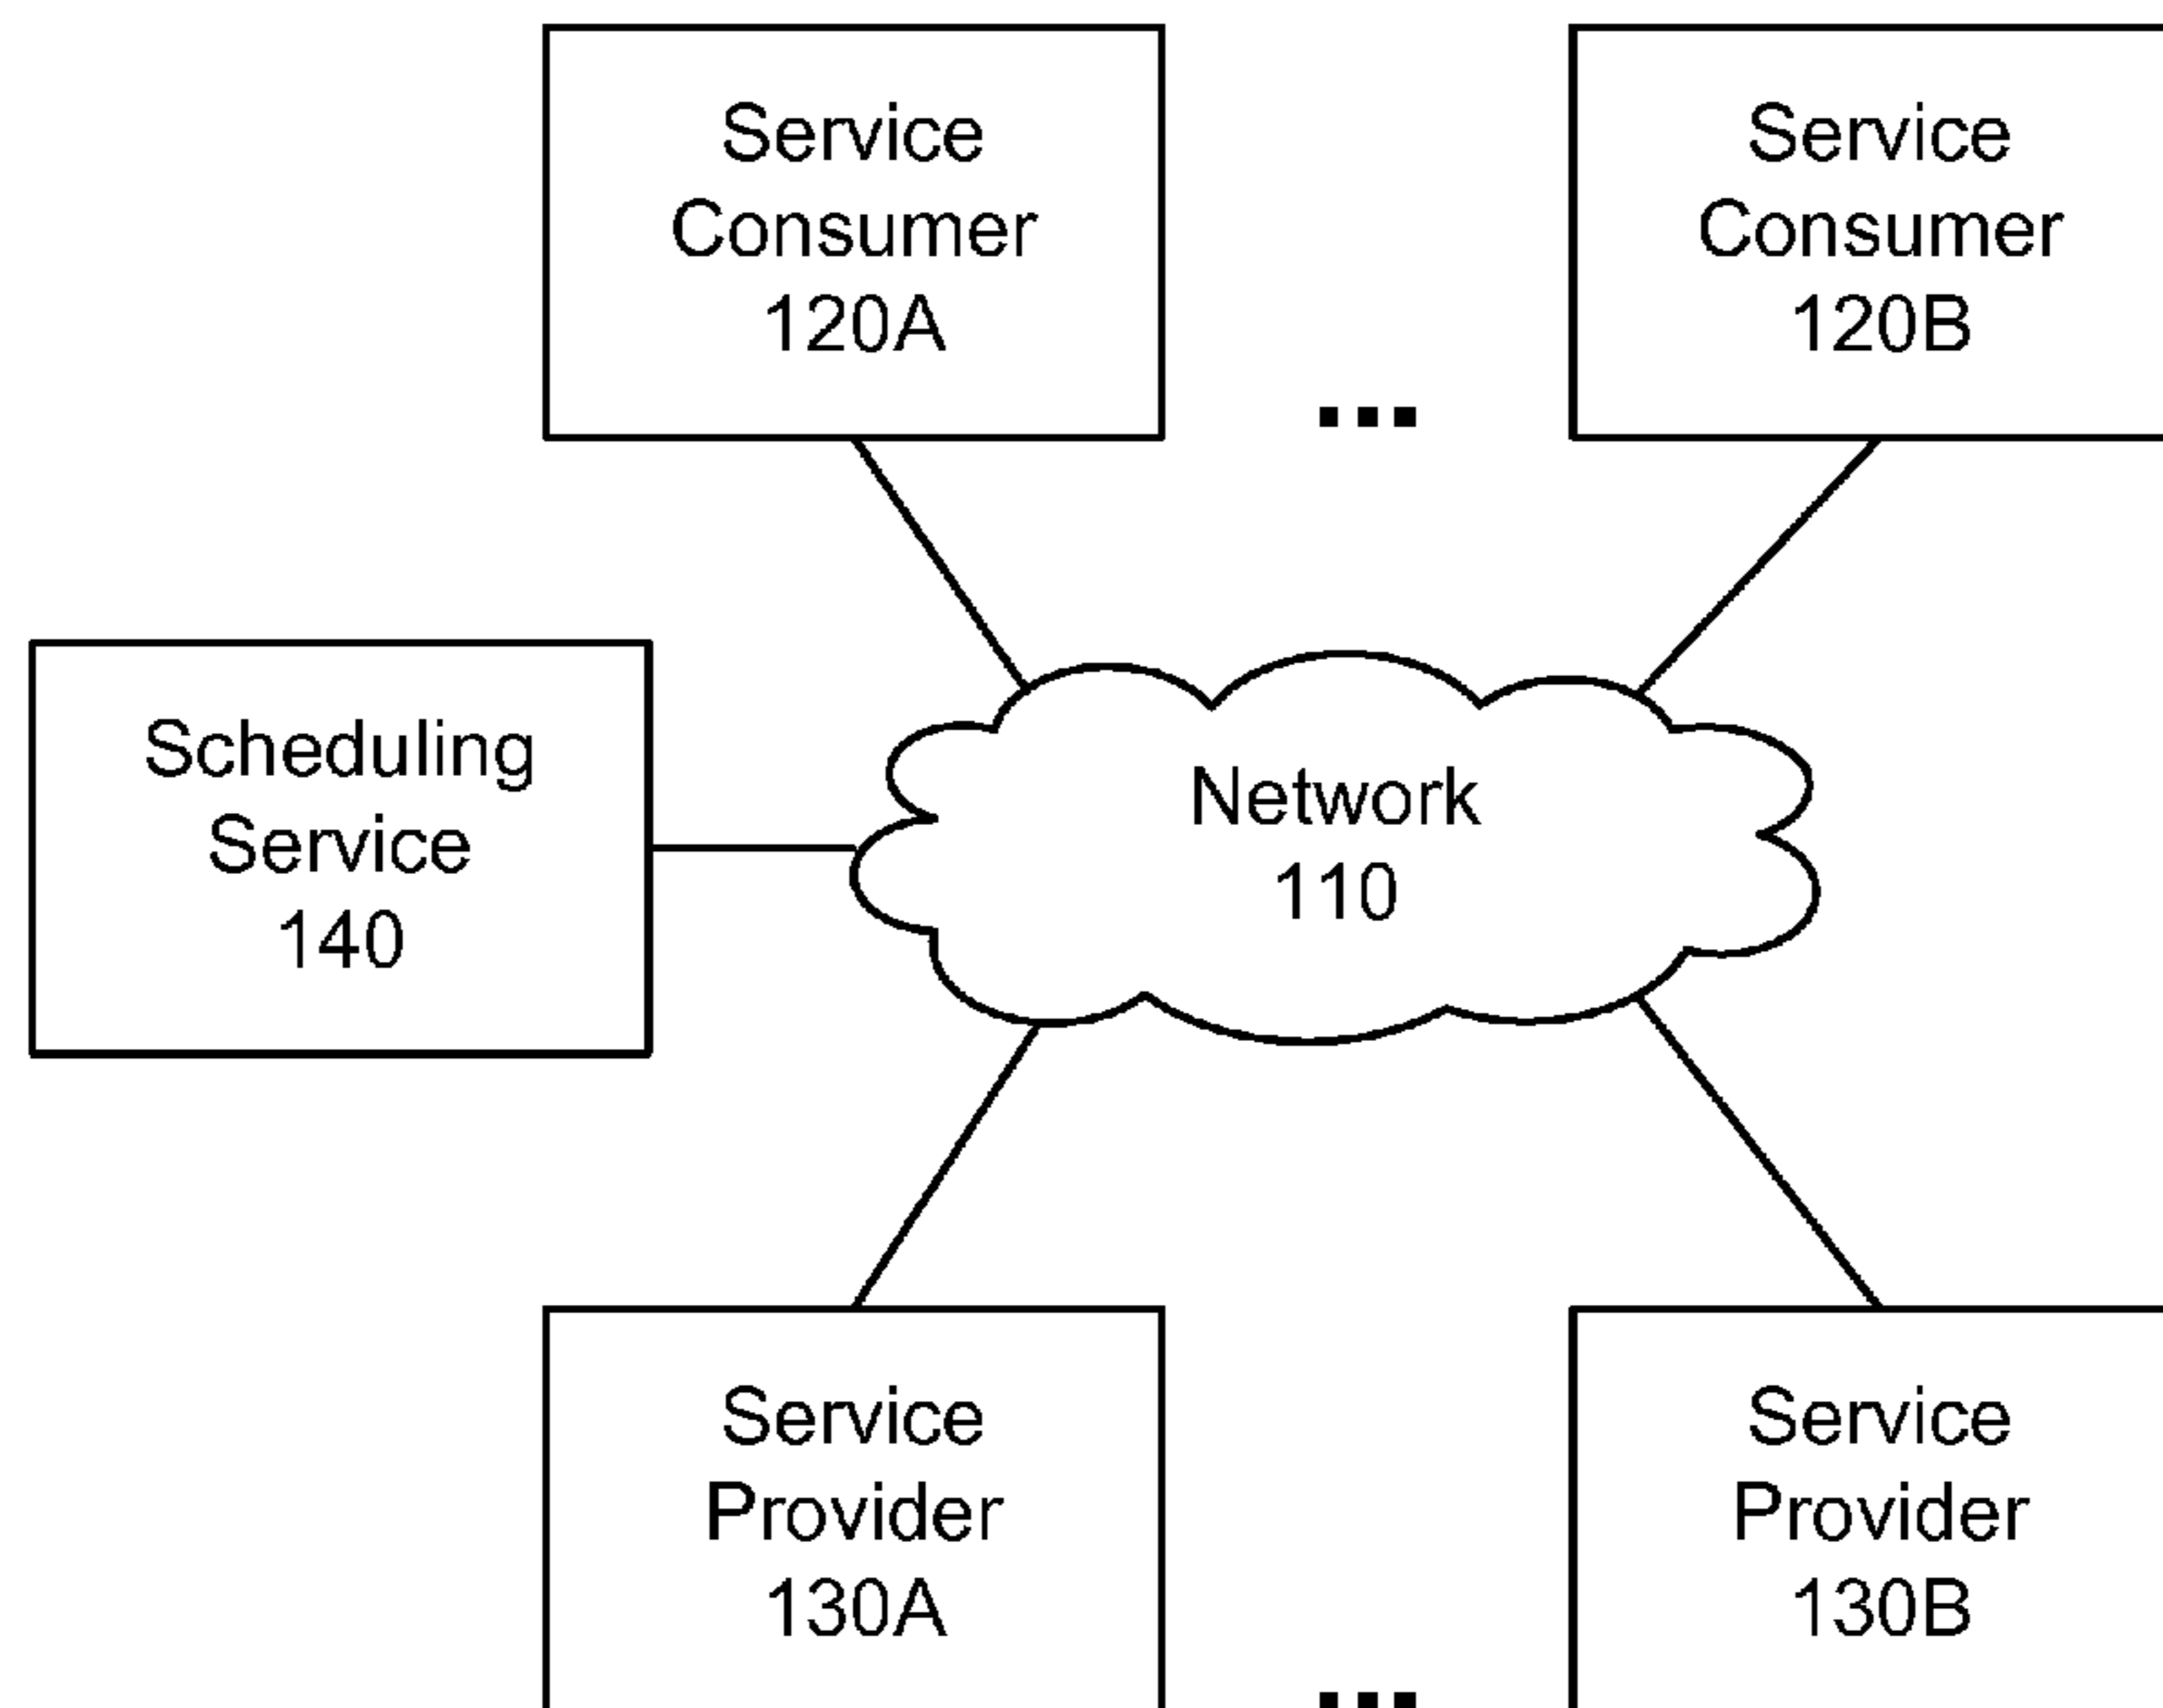 Service
Consumer
120A
Service
Consumer
120B
...
Scheduling
Service
140
Network
110
Service
Provider
130A
Service
Provider
130B
...